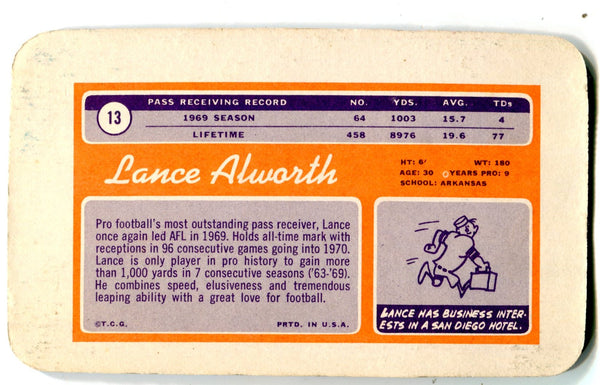 13
PASS RECEIVING RECORD NO. YDS. AVG. TDs
1969 SEASON 64 1003 15.7 4
LIFETIME 458 8976 19.6 77
Lance Alworth
HT: 6' WT: 180
AGE: 30 YEARS PRO: 9
SCHOOL: ARKANSAS
Pro football's most outstanding pass receiver, Lance
once again led AFL in 1969. Holds all-time mark with
receptions in 96 consecutive games going into 1970.
Lance is only player in pro history to gain more
than 1,000 yards in 7 consecutive seasons ('63-'69).
He combines speed, elusiveness and tremendous
leaping ability with a great love for football.
©T.C.G. PRTD. IN U.S.A.
LANCE HAS BUSINESS INTER-
ESTS IN A SAN DIEGO HOTEL.